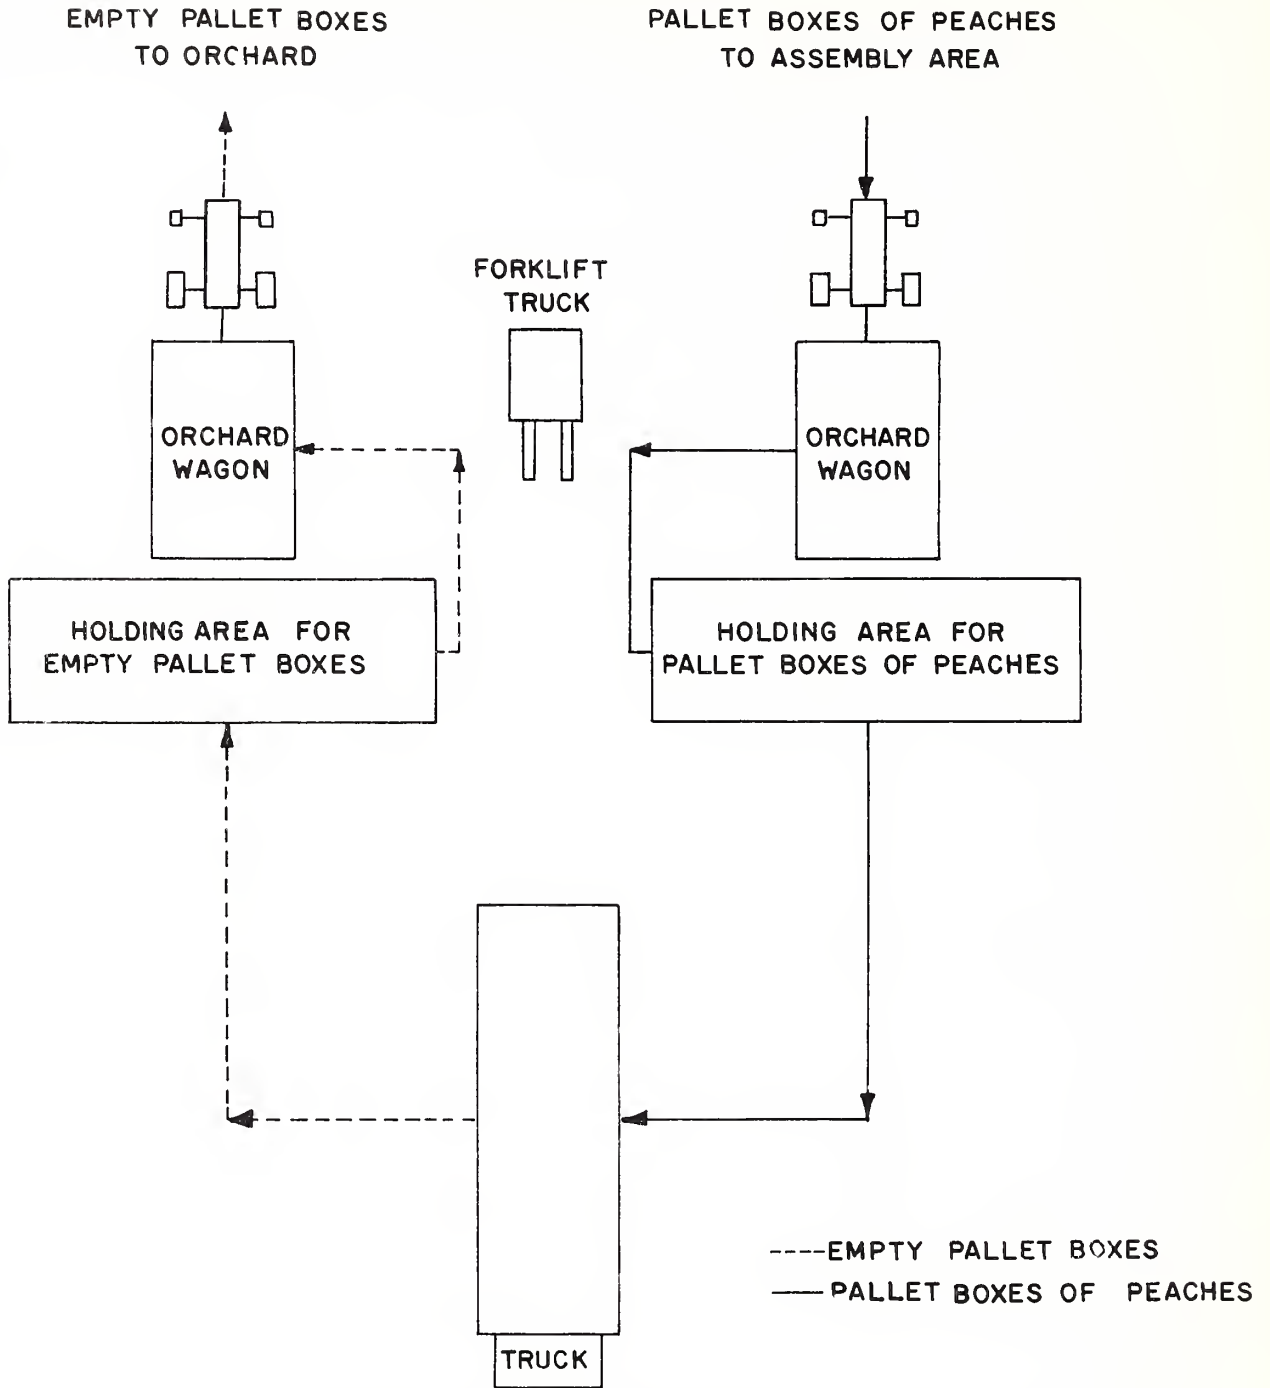 EMPTY PALLET BOXES
TO ORCHARD
PALLET BOXES OF PEACHES
TO ASSEMBLY AREA
FORKLIFT
TRUCK
ORCHARD
WAGON
ORCHARD
WAGON
HOLDING AREA FOR
EMPTY PALLET BOXES
HOLDING AREA FOR
PALLET BOXES OF PEACHES
EMPTY PALLET BOXES
PALLET BOXES OF PEACHES
TRUCK